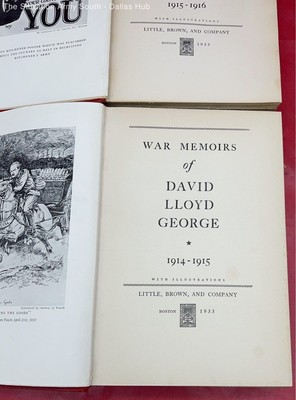 The Salvation Army South - Dallas Hub
YOU
1915-1916
WITH ILLUSTRATIONS
LITTLE, BROWN, AND COMPANY
BOSTON 1933
WAR MEMOIRS
of
DAVID
LLOYD
GEORGE
★
1914-1915
WITH ILLUSTRATIONS
LITTLE, BROWN, AND COMPANY
BOSTON 1933